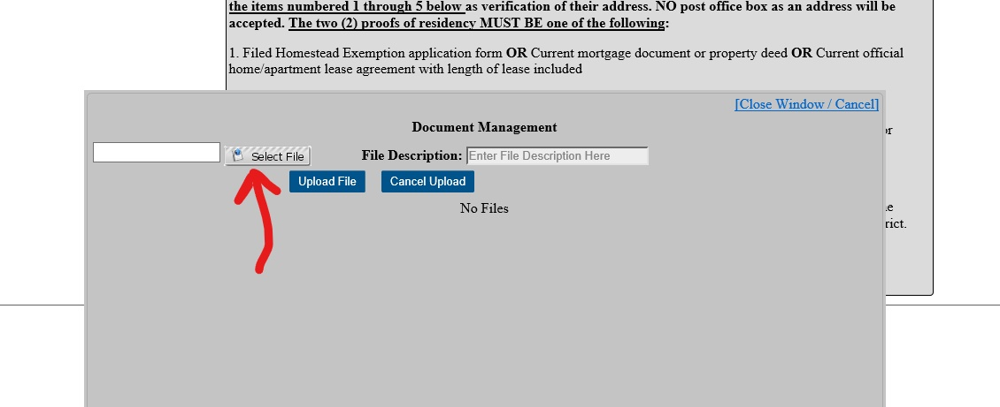 the items numbered 1 through 5 below as verification of their address. NO post office box as an address will be
accepted. The two (2) proofs of residency MUST BE one of the following:
1. Filed Homestead Exemption application form OR Current mortgage document or property deed OR Current official
home/apartment lease agreement with length of lease included
[Close Window / Cancel]
Document Management
Select File File Description: Enter File Description Here
Upload File Cancel Upload
No Files